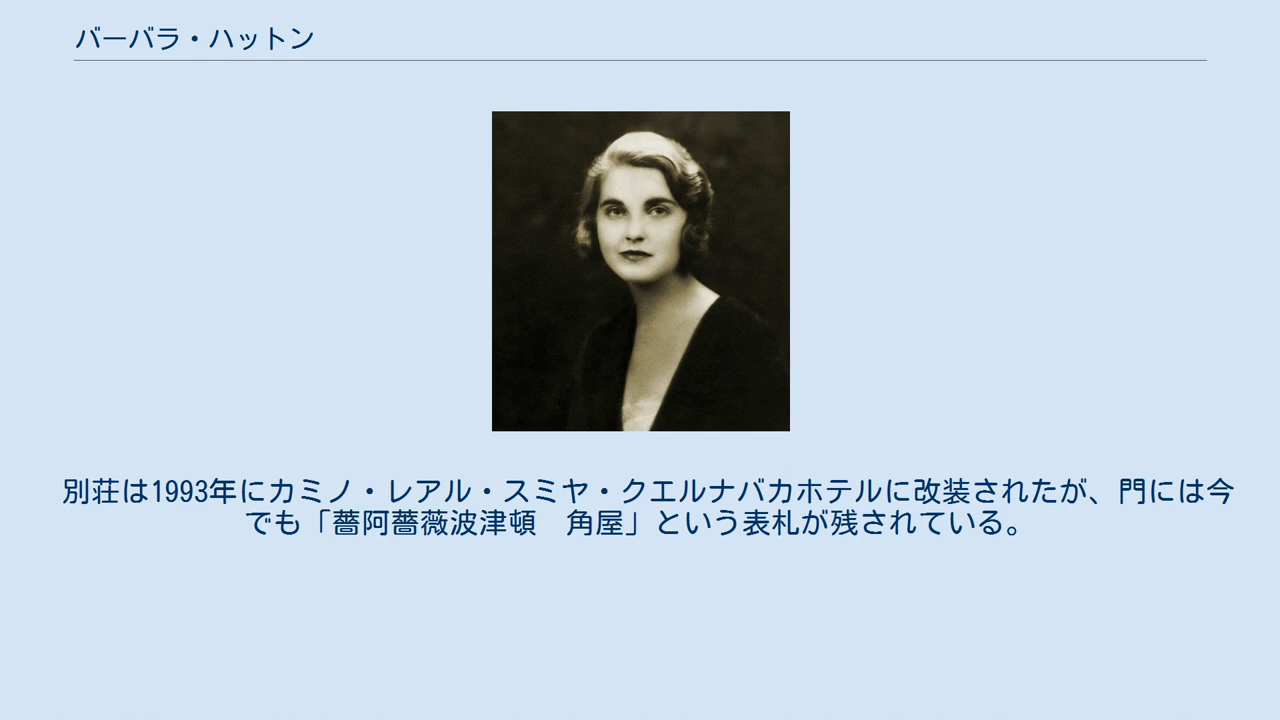 バーバラ・ハットン
別荘は1993年にカミノ・レアル・スミヤ・クエルナバカホテルに改装されたが、門には今
でも「薔阿薔薇波津頓　角屋」という表札が残されている。